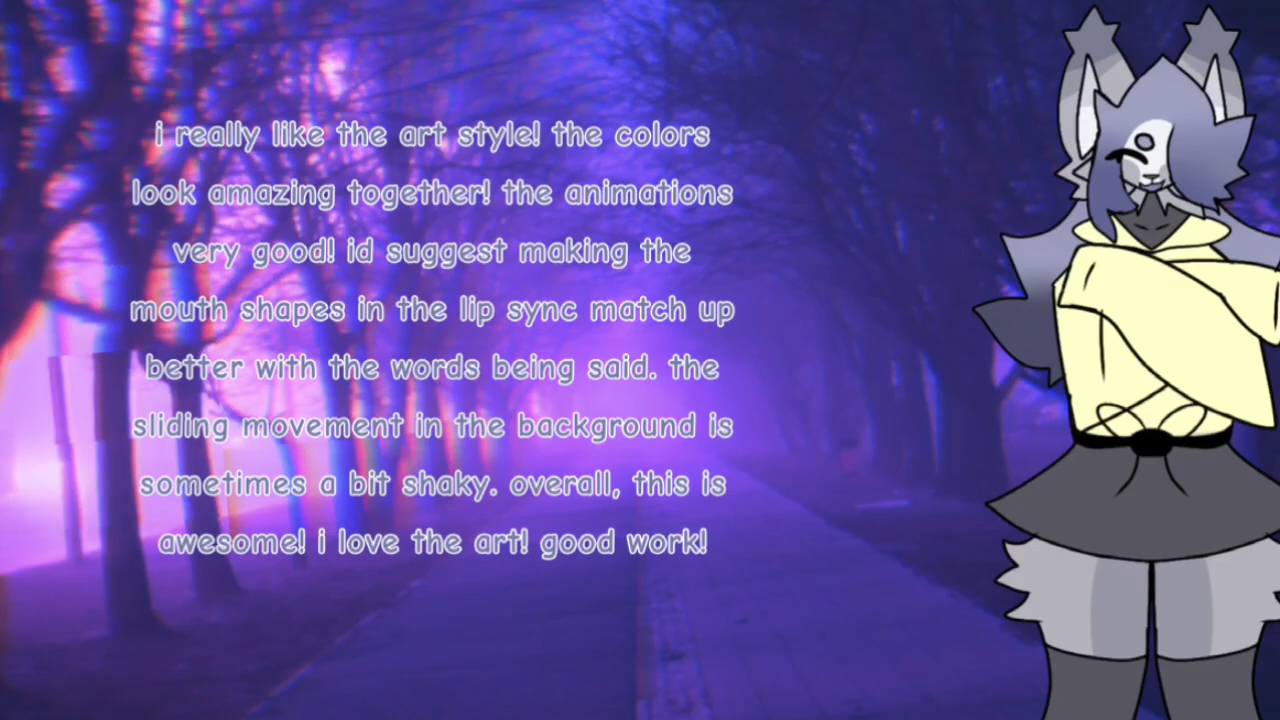 i really like the art style! the colors
look amazing together! the animations
very good! id suggest making the
mouth shapes in the lip sync match up
better with the words being said. the
sliding movement in the background is
sometimes a bit shaky. overall, this is
awesome! i love the art! good work!